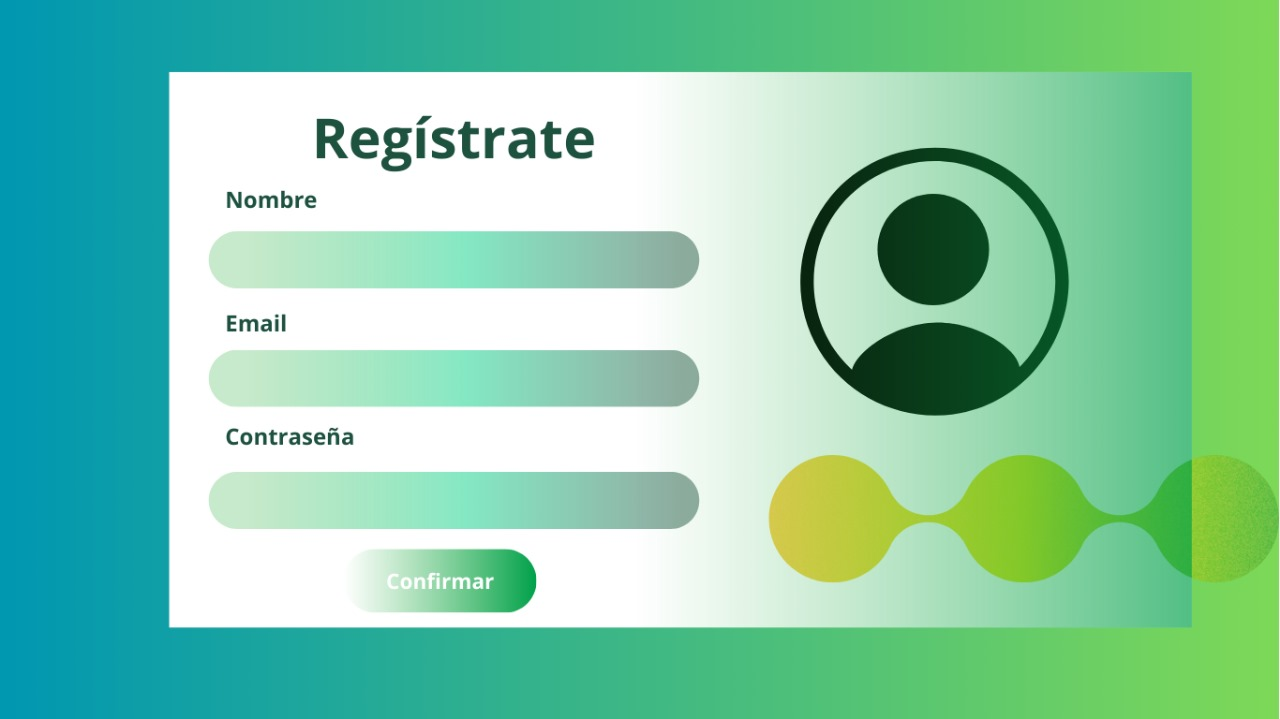 Regístrate
Nombre
Email
Contraseña
Confirmar